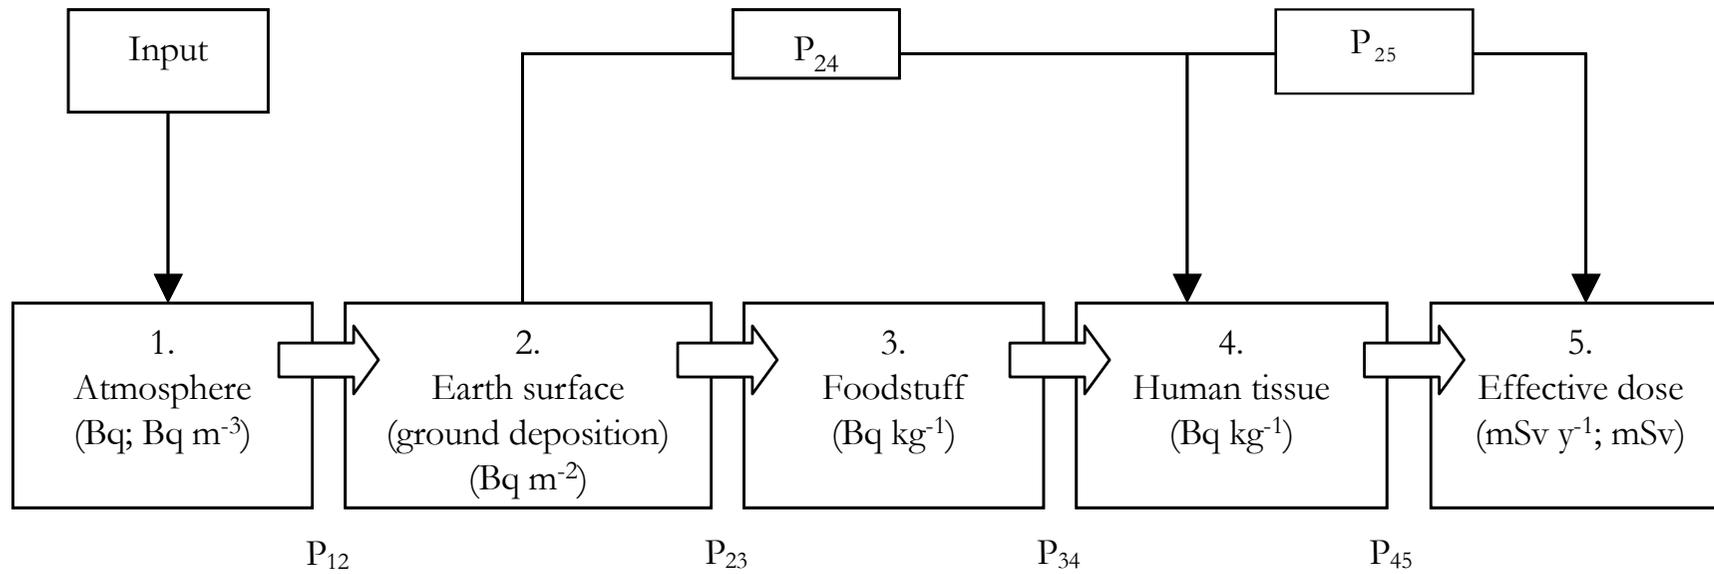 Input
P₂₄
P₂₅
1.
Atmosphere
(Bq; Bq m⁻³)
2.
Earth surface
(ground deposition)
(Bq m⁻²)
3.
Foodstuff
(Bq kg⁻¹)
4.
Human tissue
(Bq kg⁻¹)
5.
Effective dose
(mSv y⁻¹; mSv)
P₁₂
P₂₃
P₃₄
P₄₅